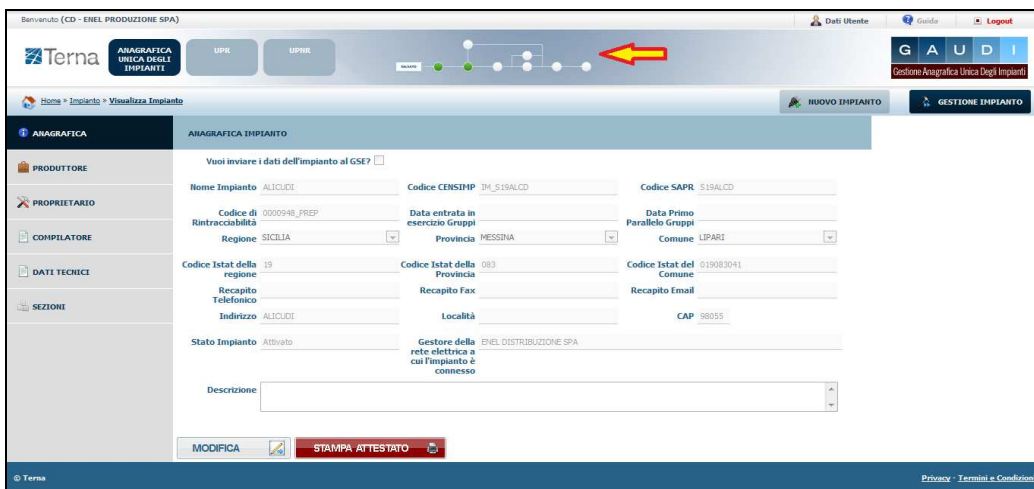 Benvenuto (CD - ENEL PRODUZIONE SPA)
Dati Utente
Guida
Logout
Terna
ANAGRAFICA
UNICA DEGLI
IMPIANTI
UPR
UPNR
GAUDI
Gestione Anagrafica Unica Degli Impianti
Home » Impianto » Visualizza Impianto
NUOVO IMPIANTO
GESTIONE IMPIANTO
ANAGRAFICA
PRODUTTORE
PROPRIETARIO
COMPILATORE
DATI TECNICI
SEZIONI
ANAGRAFICA IMPIANTO
Vuoi inviare i dati dell'impianto al GSE?
Nome Impianto ALICUDI Codice CENSIMP IM_S19ALCD Codice SAPR S19ALCD
Codice di Rintracciabilità 0000948_PREP Data entrata in esercizio Gruppi Data Primo Parallelo Gruppi
Regione SICILIA Provincia MESSINA Comune LIPARI
Codice Istat della regione 19 Codice Istat della Provincia 083 Codice Istat del Comune 019083041
Recapito Telefonico Recapito Fax Recapito Email
Indirizzo ALICUDI Località CAP 98055
Stato Impianto Attivato Gestore della rete elettrica a cui l'impianto è connesso ENEL DISTRIBUZIONE SPA
Descrizione
MODIFICA
STAMPA ATTESTATO
© Terna
Privacy - Termini e Condizion